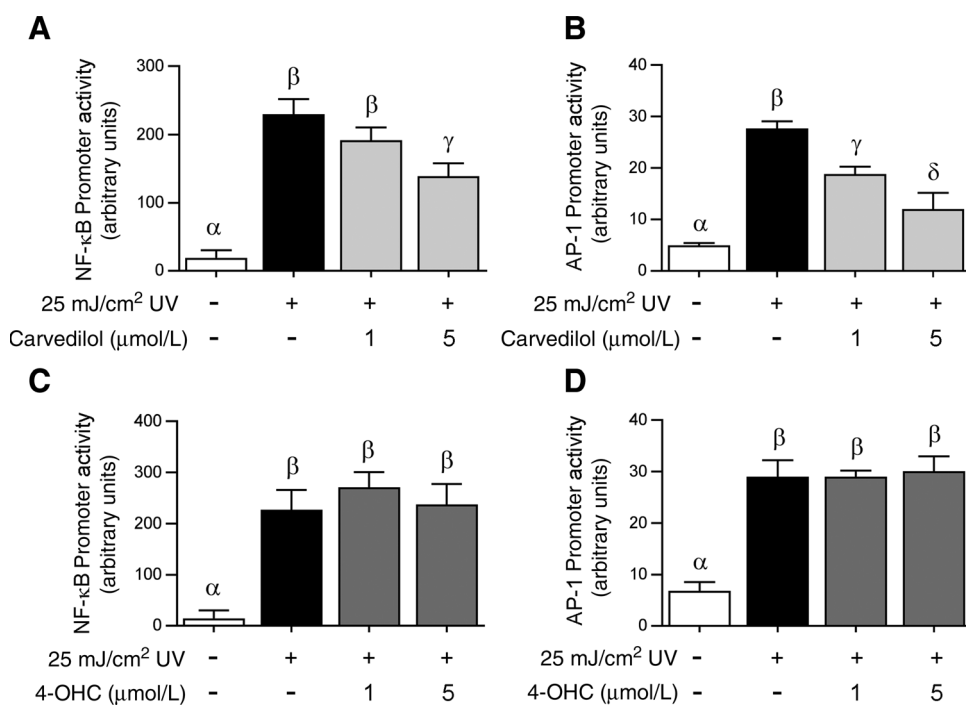 A
NF-κB Promoter activity
(arbitrary units)
300
200
100
0
α
β
β
γ
25 mJ/cm² UV - + + +
Carvedilol (μmol/L) - - 1 5
B
AP-1 Promoter activity
(arbitrary units)
40
30
20
10
0
α
β
γ
δ
25 mJ/cm² UV - + + +
Carvedilol (μmol/L) - - 1 5
C
NF-κB Promoter activity
(arbitrary units)
400
300
200
100
0
α
β
β
β
25 mJ/cm² UV - + + +
4-OHC (μmol/L) - - 1 5
D
AP-1 Promoter activity
(arbitrary units)
40
30
20
10
0
α
β
β
β
25 mJ/cm² UV - + + +
4-OHC (μmol/L) - - 1 5